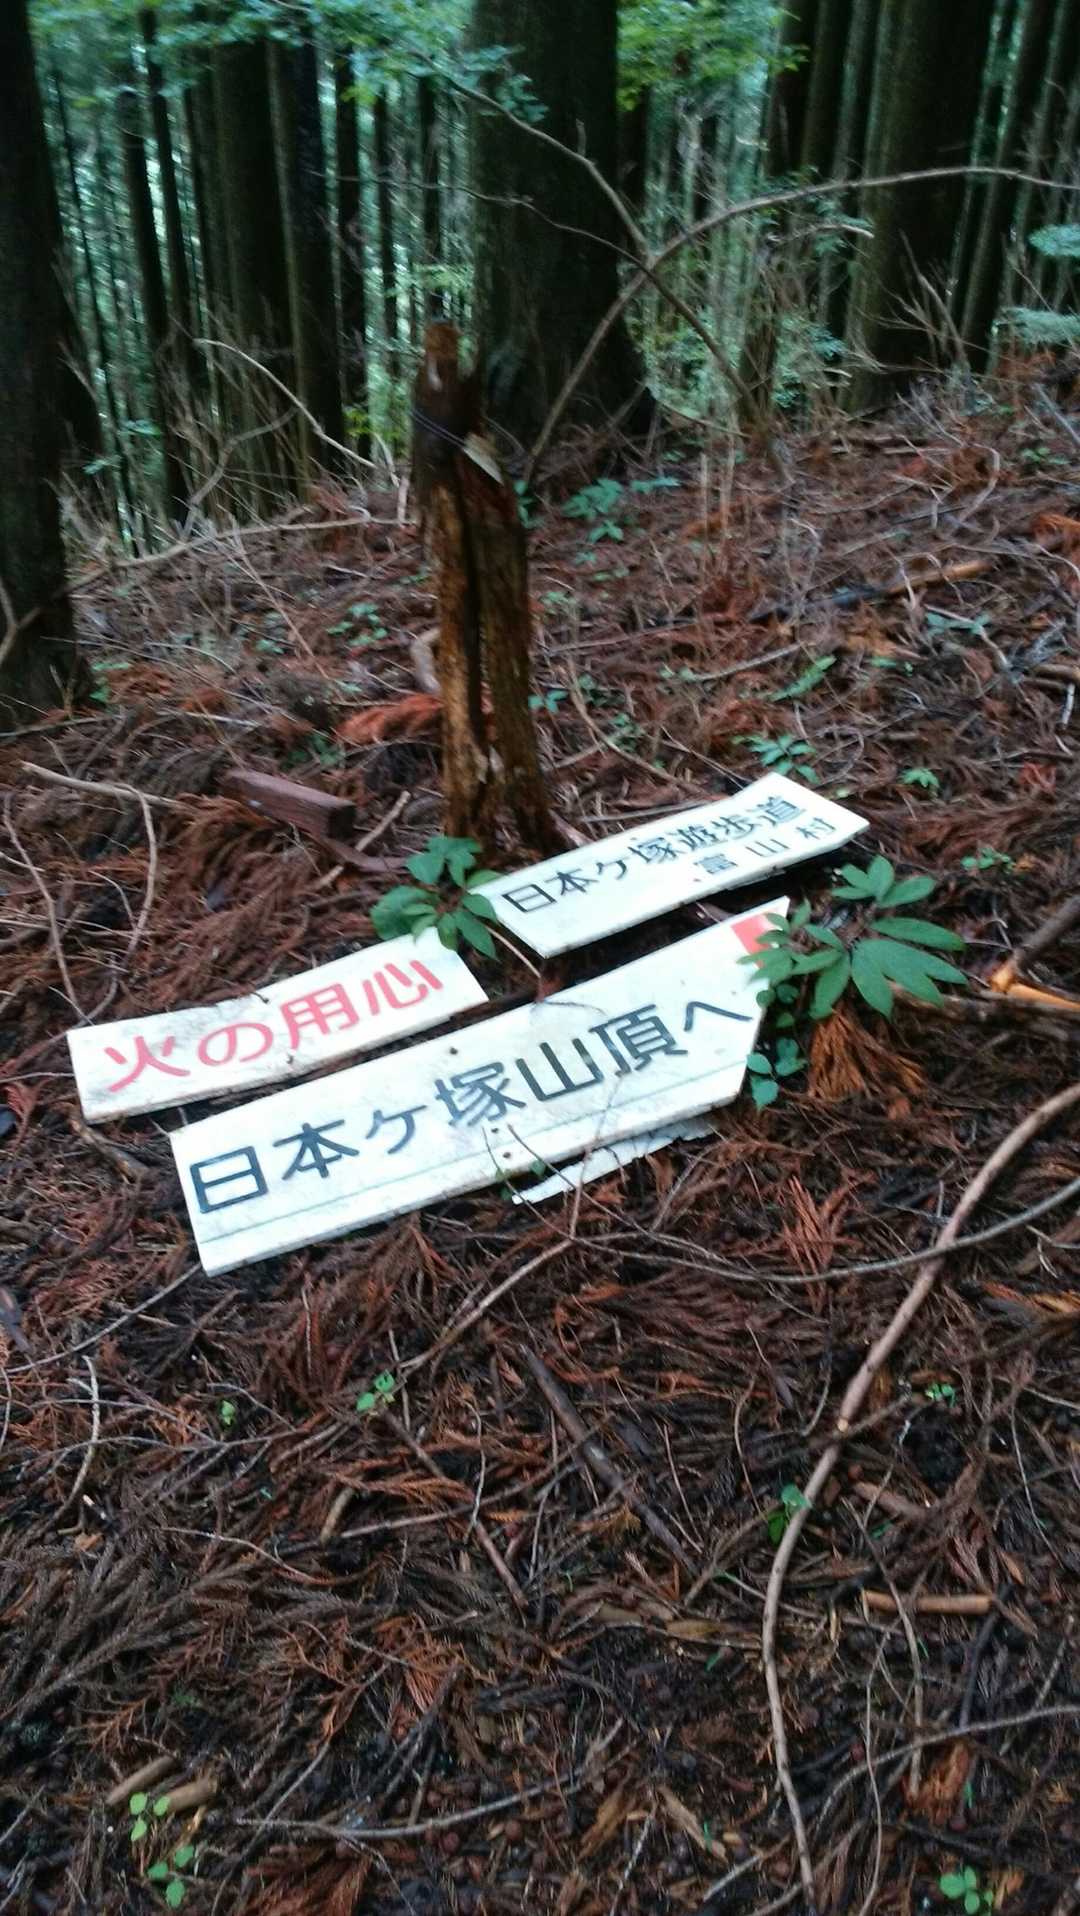 日本ケ塚遊歩道
富山村
火の用心
日本ケ塚山頂へ